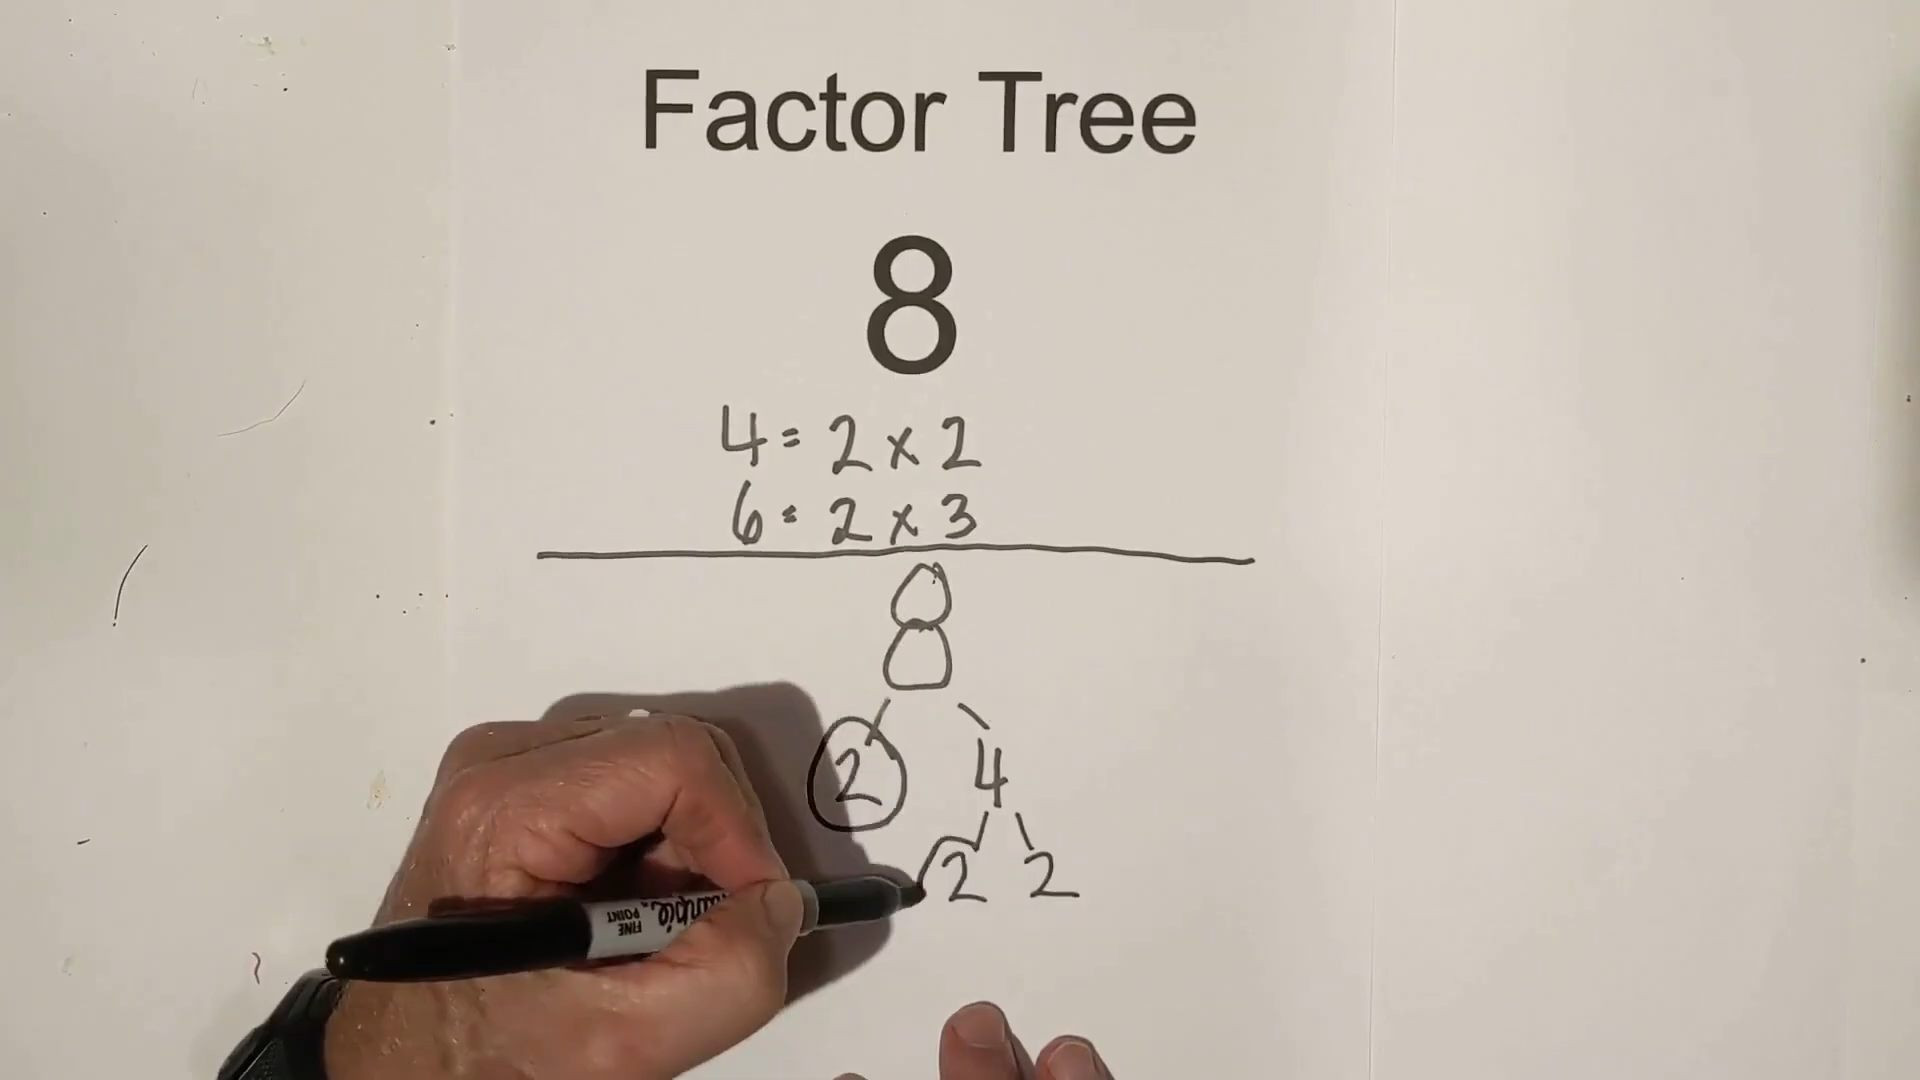 Factor Tree
8
4 = 2 x 2
6 = 2 x 3
8
2 4
2 2
FINE
POINT